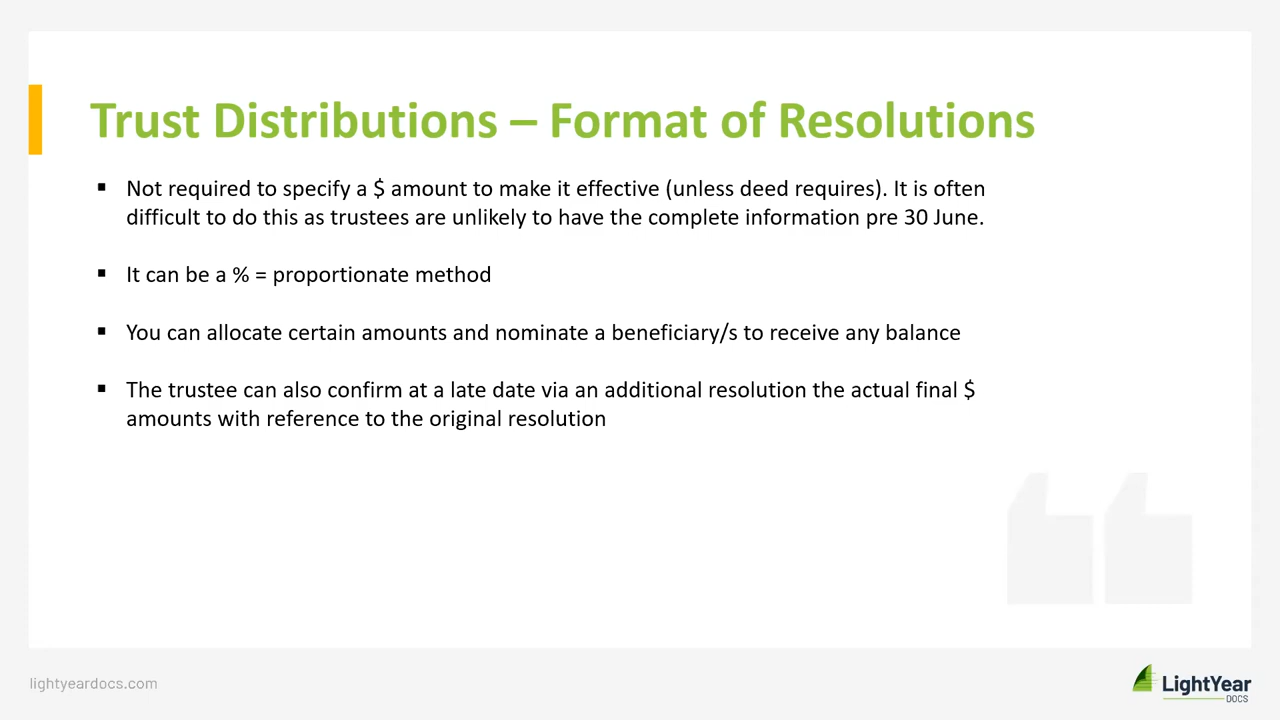 Trust Distributions – Format of Resolutions
▪ Not required to specify a $ amount to make it effective (unless deed requires). It is often
difficult to do this as trustees are unlikely to have the complete information pre 30 June.
▪ It can be a % = proportionate method
▪ You can allocate certain amounts and nominate a beneficiary/s to receive any balance
▪ The trustee can also confirm at a late date via an additional resolution the actual final $
amounts with reference to the original resolution
lightyeardocs.com
LightYear
DOCS